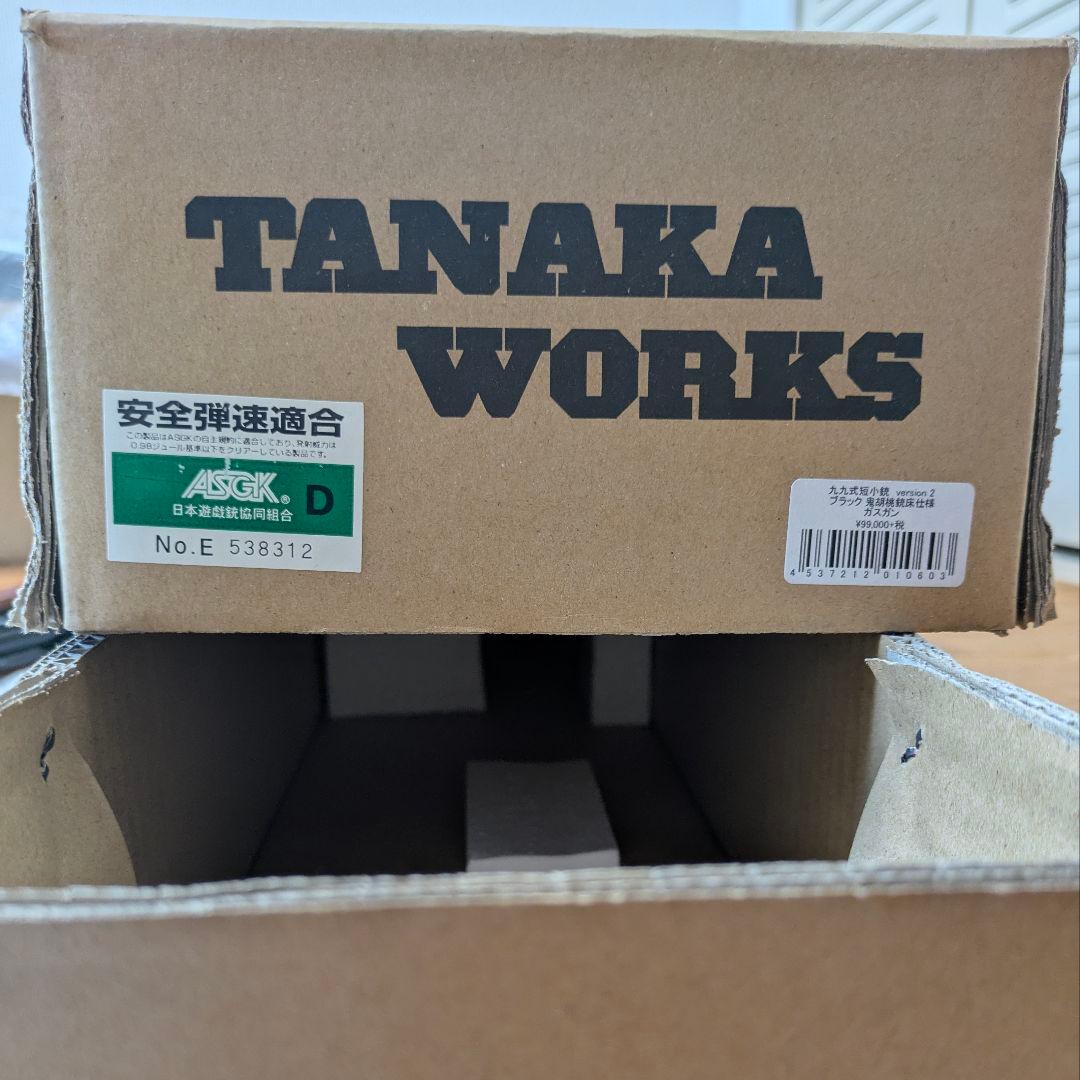 TANAKA
WORKS
安全弾速適合
この製品はASGKの自主規約に適合しており、発射威力は
0.98ジュール基準以下をクリアーしている製品です。
ASGK® D
日本遊戯銃協同組合
No.E 538312
九九式短小銃 version 2
ブラック 鬼胡桃銃床仕様
ガスガン
¥99,000+税
4 537212 010603